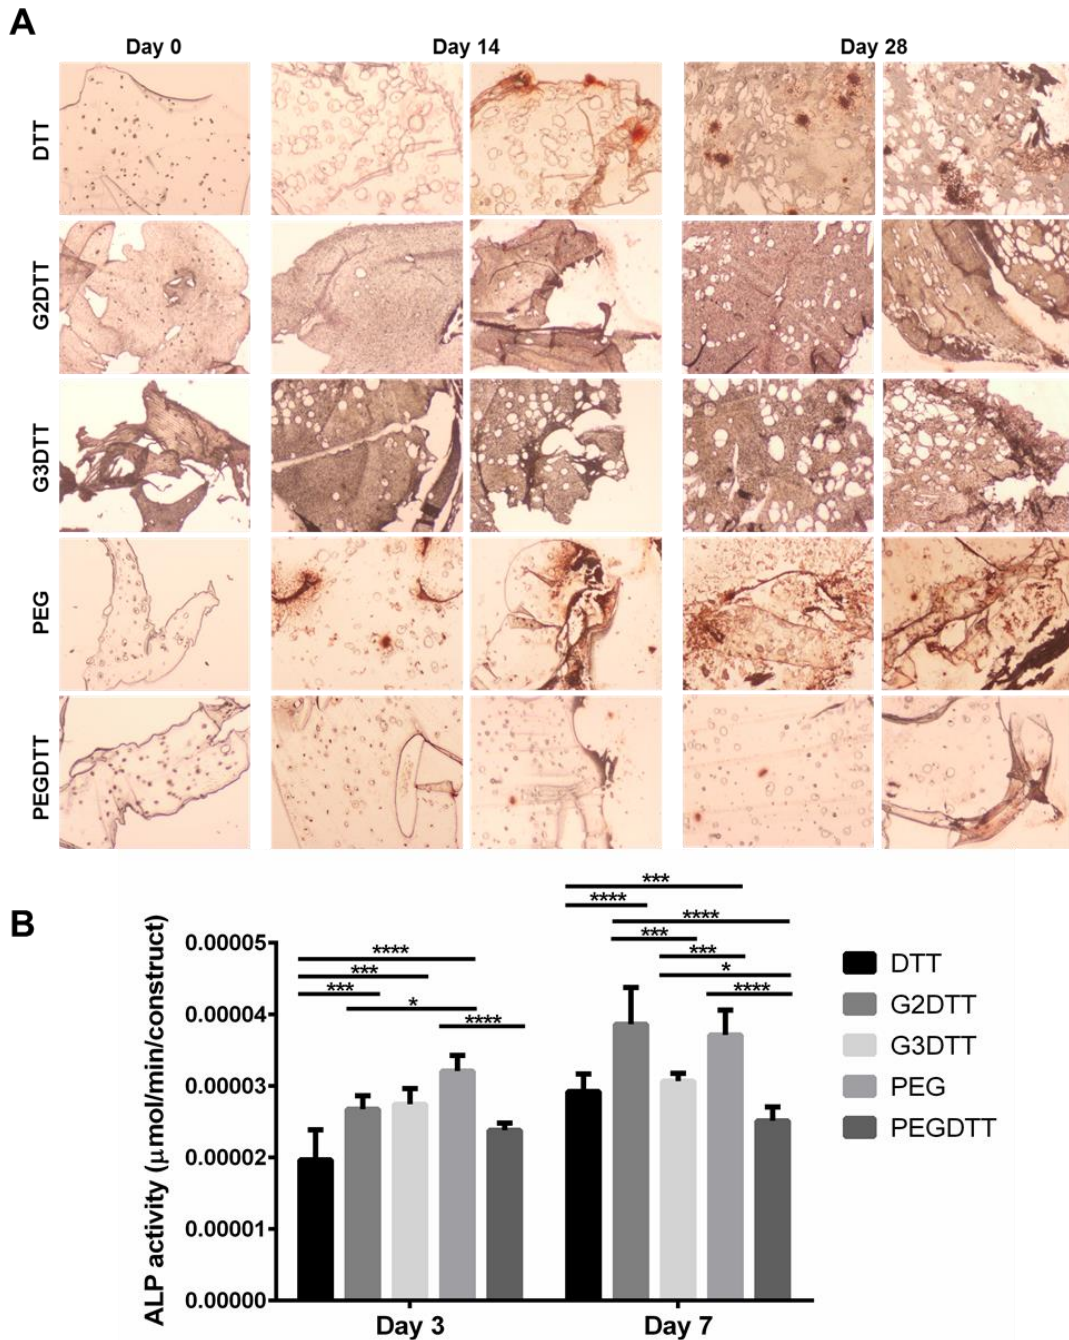 A
Day 0 Day 14 Day 28
DTT
G2DTT
G3DTT
PEG
PEGDTT
B
ALP activity (μmol/min/construct)
0.00005
0.00004
0.00003
0.00002
0.00001
0.00000
****
***
***
*
****
***
****
****
***
***
*
****
Day 3 Day 7
DTT
G2DTT
G3DTT
PEG
PEGDTT